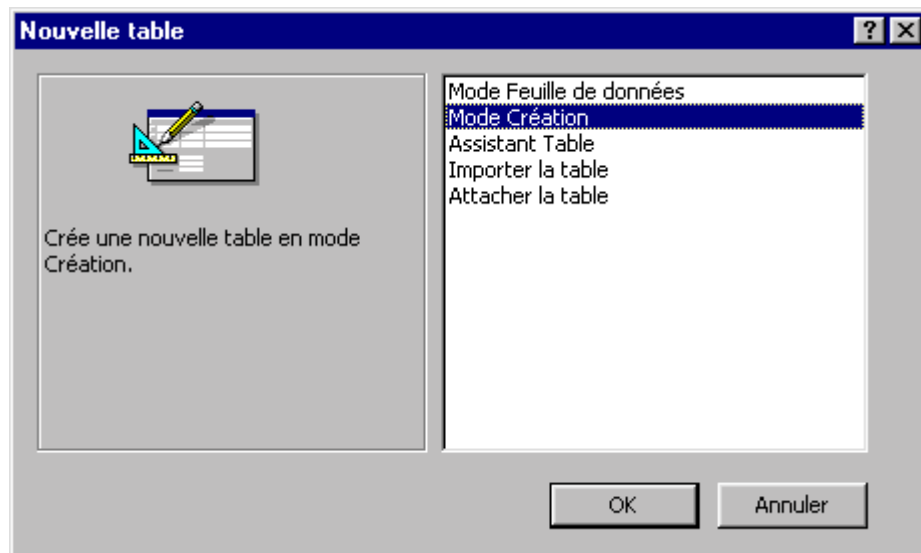 Nouvelle table
Crée une nouvelle table en mode
Création.
Mode Feuille de données
Mode Création
Assistant Table
Importer la table
Attacher la table
OK
Annuler